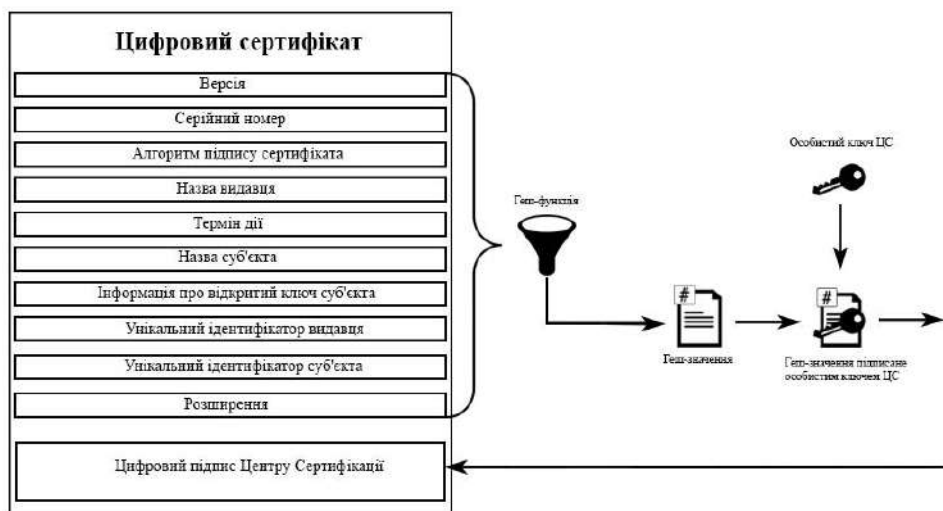 Цифровий сертифікат
Версія
Серійний номер
Алгоритм підпису сертифіката
Назва видавця
Термін дії
Назва суб'єкта
Інформація про відкритий ключ суб'єкта
Унікальний ідентифікатор видавця
Унікальний ідентифікатор суб'єкта
Розширення
Цифровий підпис Центру Сертифікації
Геш-функція
#
Геш-значення
Особистий ключ ЦС
#
Геш-значення підписане
особистим ключем ЦС